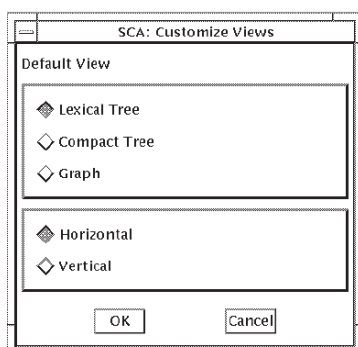 SCA: Customize Views
Default View
Lexical Tree
Compact Tree
Graph
Horizontal
Vertical
OK Cancel